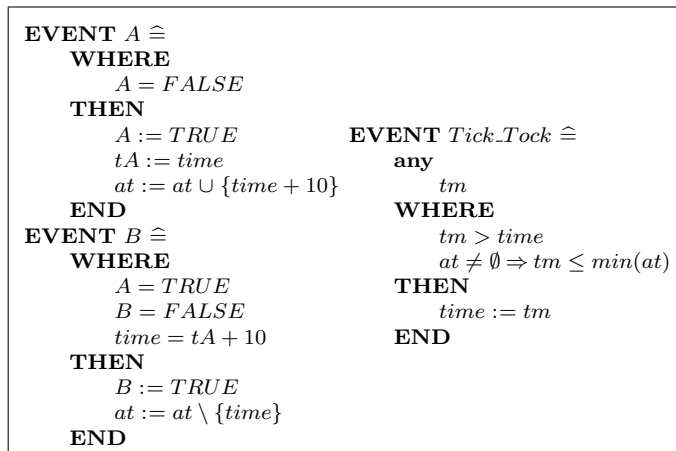 EVENT A ≙
WHERE
A = FALSE
THEN
A := TRUE
tA := time
at := at ∪ {time + 10}
END
EVENT B ≙
WHERE
A = TRUE
B = FALSE
time = tA + 10
THEN
B := TRUE
at := at \ {time}
END
EVENT Tick_Tock ≙
any
tm
WHERE
tm > time
at ≠ ∅ ⇒ tm ≤ min(at)
THEN
time := tm
END